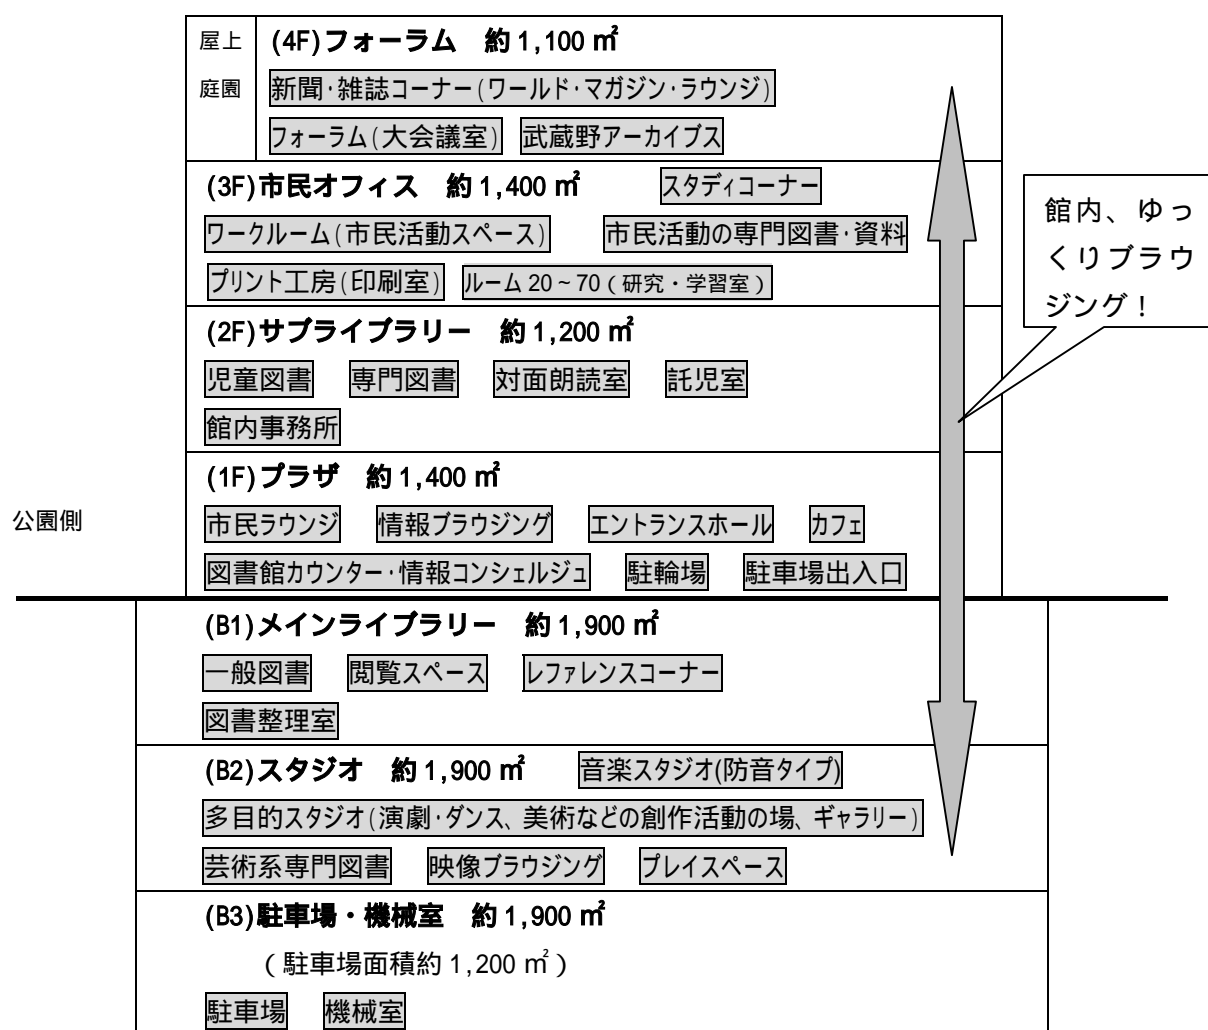 屋上
庭園
(4F)フォーラム 約1,100㎡
新聞・雑誌コーナー(ワールド・マガジン・ラウンジ)
フォーラム(大会議室) 武蔵野アーカイブス
(3F)市民オフィス 約1,400㎡ スタディコーナー
ワークルーム(市民活動スペース) 市民活動の専門図書・資料
プリント工房(印刷室) ルーム20~70(研究・学習室)
館内、ゆっ
くりブラウ
ジング!
(2F)サブライブラリー 約1,200㎡
児童図書 専門図書 対面朗読室 託児室
館内事務所
(1F)プラザ 約1,400㎡
公園側
市民ラウンジ 情報ブラウジング エントランスホール カフェ
図書館カウンター・情報コンシェルジュ 駐輪場 駐車場出入口
(B1)メインライブラリー 約1,900㎡
一般図書 閲覧スペース レファレンスコーナー
図書整理室
(B2)スタジオ 約1,900㎡ 音楽スタジオ(防音タイプ)
多目的スタジオ(演劇・ダンス、美術などの創作活動の場、ギャラリー)
芸術系専門図書 映像ブラウジング プレイスペース
(B3)駐車場・機械室 約1,900㎡
(駐車場面積約1,200㎡)
駐車場 機械室